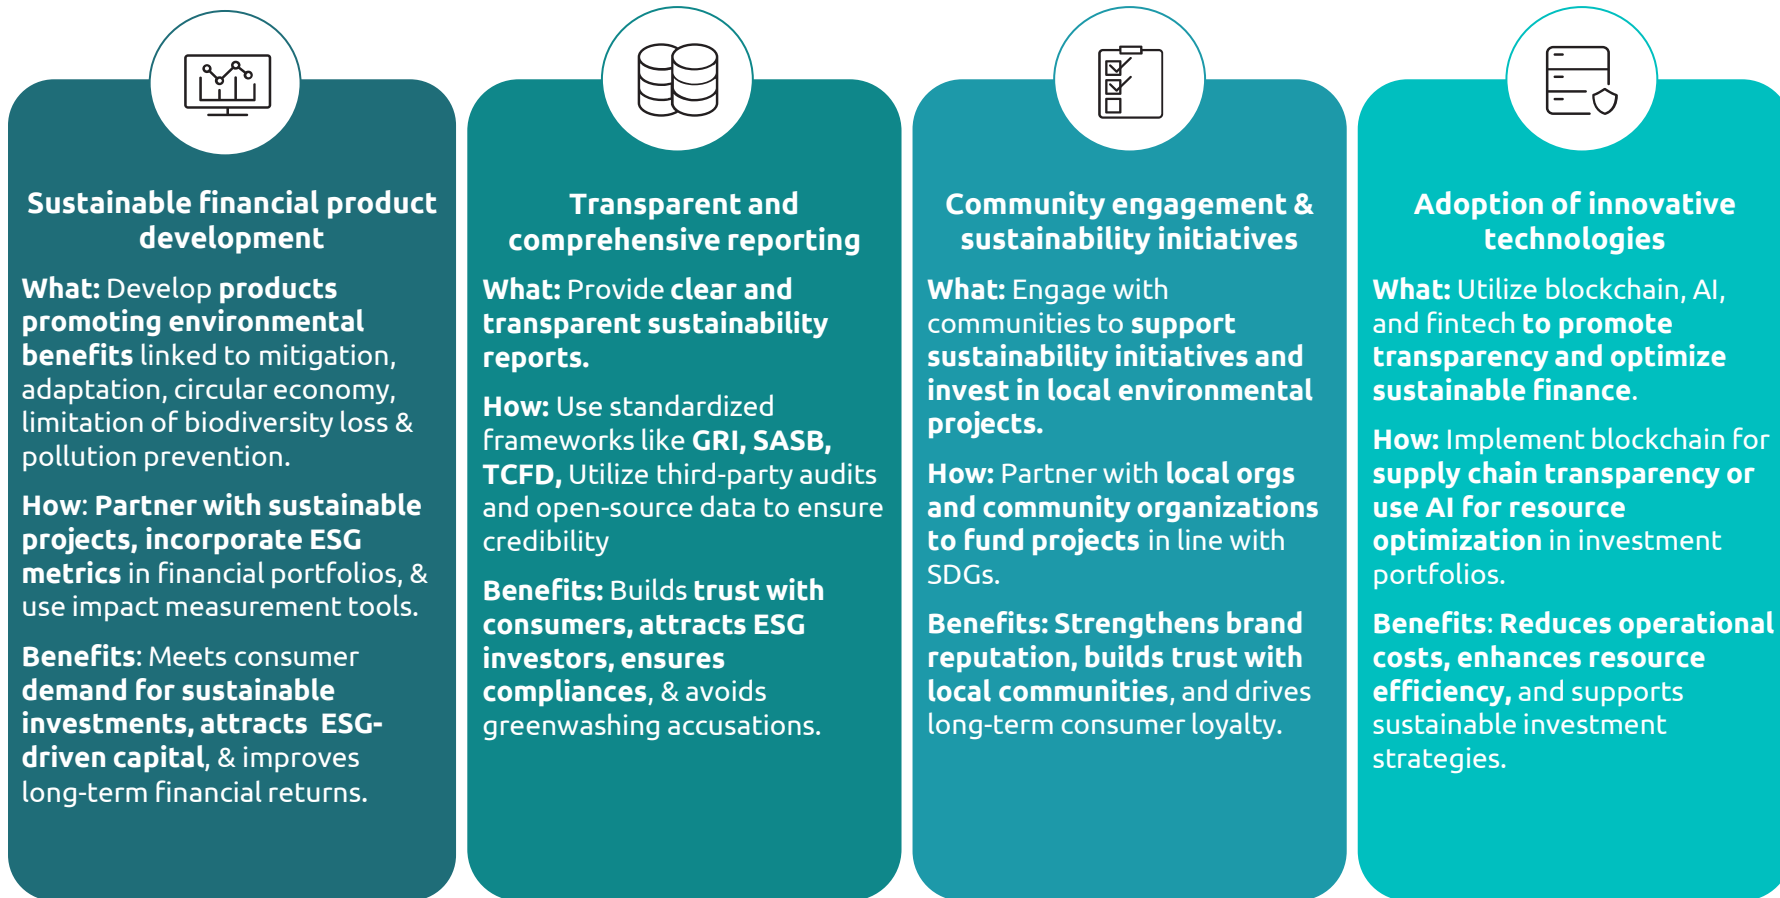 Sustainable financial product
development
What: Develop products
promoting environmental
benefits linked to mitigation,
adaptation, circular economy,
limitation of biodiversity loss &
pollution prevention.
How: Partner with sustainable
projects, incorporate ESG
metrics in financial portfolios, &
use impact measurement tools.
Benefits: Meets consumer
demand for sustainable
investments, attracts ESG-
driven capital, & improves
long-term financial returns.
Transparent and
comprehensive reporting
What: Provide clear and
transparent sustainability
reports.
How: Use standardized
frameworks like GRI, SASB,
TCFD, Utilize third-party audits
and open-source data to ensure
credibility
Benefits: Builds trust with
consumers, attracts ESG
investors, ensures
compliances, & avoids
greenwashing accusations.
Community engagement &
sustainability initiatives
What: Engage with
communities to support
sustainability initiatives and
invest in local environmental
projects.
How: Partner with local orgs
and community organizations
to fund projects in line with
SDGs.
Benefits: Strengthens brand
reputation, builds trust with
local communities, and drives
long-term consumer loyalty.
Adoption of innovative
technologies
What: Utilize blockchain, AI,
and fintech to promote
transparency and optimize
sustainable finance.
How: Implement blockchain for
supply chain transparency or
use AI for resource
optimization in investment
portfolios.
Benefits: Reduces operational
costs, enhances resource
efficiency, and supports
sustainable investment
strategies.